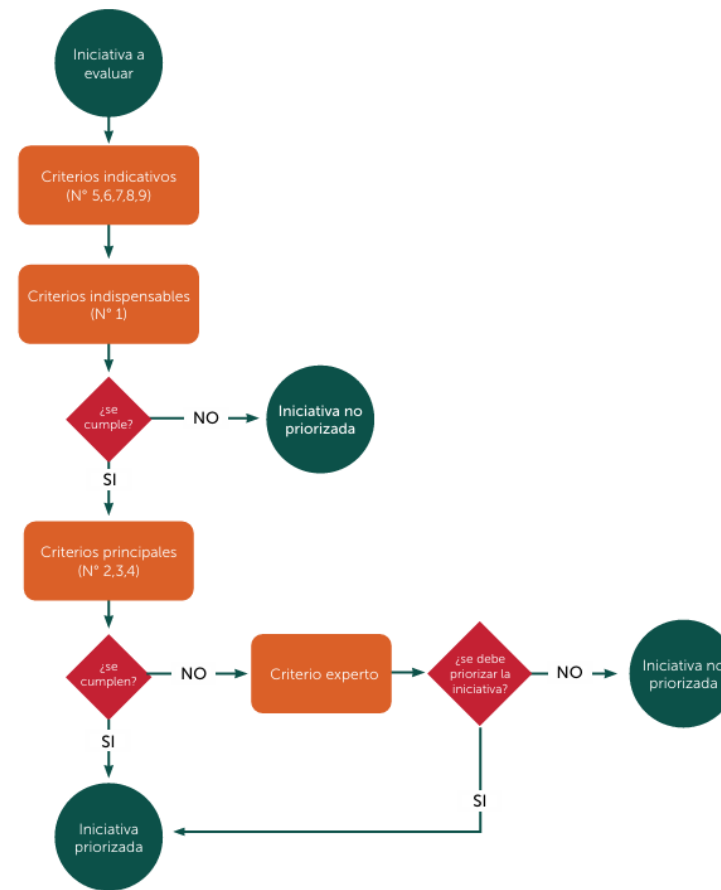 Iniciativa a
evaluar
Criterios indicativos
(N° 5,6,7,8,9)
Criterios indispensables
(N° 1)
¿se
cumple?
NO
Iniciativa no
priorizada
SI
Criterios principales
(N° 2,3,4)
¿se
cumplen?
NO
Criterio experto
¿se debe
priorizar la
iniciativa?
NO
Iniciativa no
priorizada
SI
SI
Iniciativa
priorizada